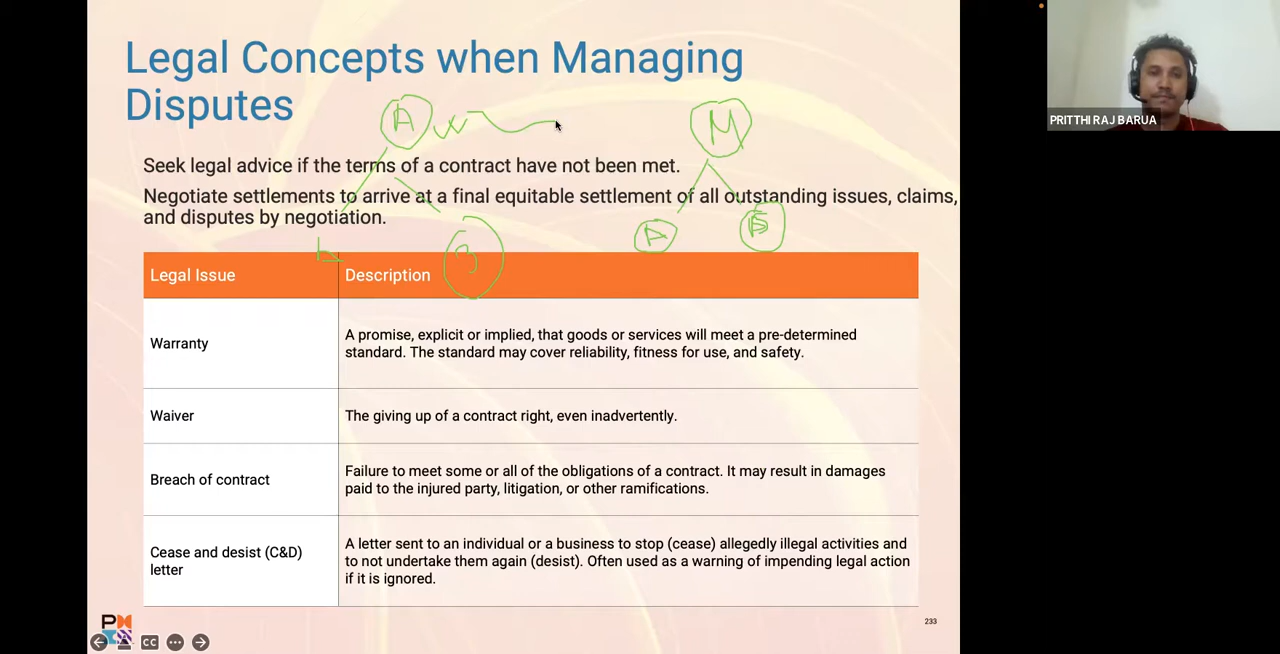 Legal Concepts when Managing
Disputes
PRITTHI RAJ BARUA
A
M
Seek legal advice if the terms of a contract have not been met.
Negotiate settlements to arrive at a final equitable settlement of all outstanding issues, claims,
and disputes by negotiation.
A
B
3
Legal Issue
Description
Warranty
A promise, explicit or implied, that goods or services will meet a pre-determined
standard. The standard may cover reliability, fitness for use, and safety.
Waiver
The giving up of a contract right, even inadvertently.
Breach of contract
Failure to meet some or all of the obligations of a contract. It may result in damages
paid to the injured party, litigation, or other ramifications.
Cease and desist (C&D)
letter
A letter sent to an individual or a business to stop (cease) allegedly illegal activities and
to not undertake them again (desist). Often used as a warning of impending legal action
if it is ignored.
233
CC